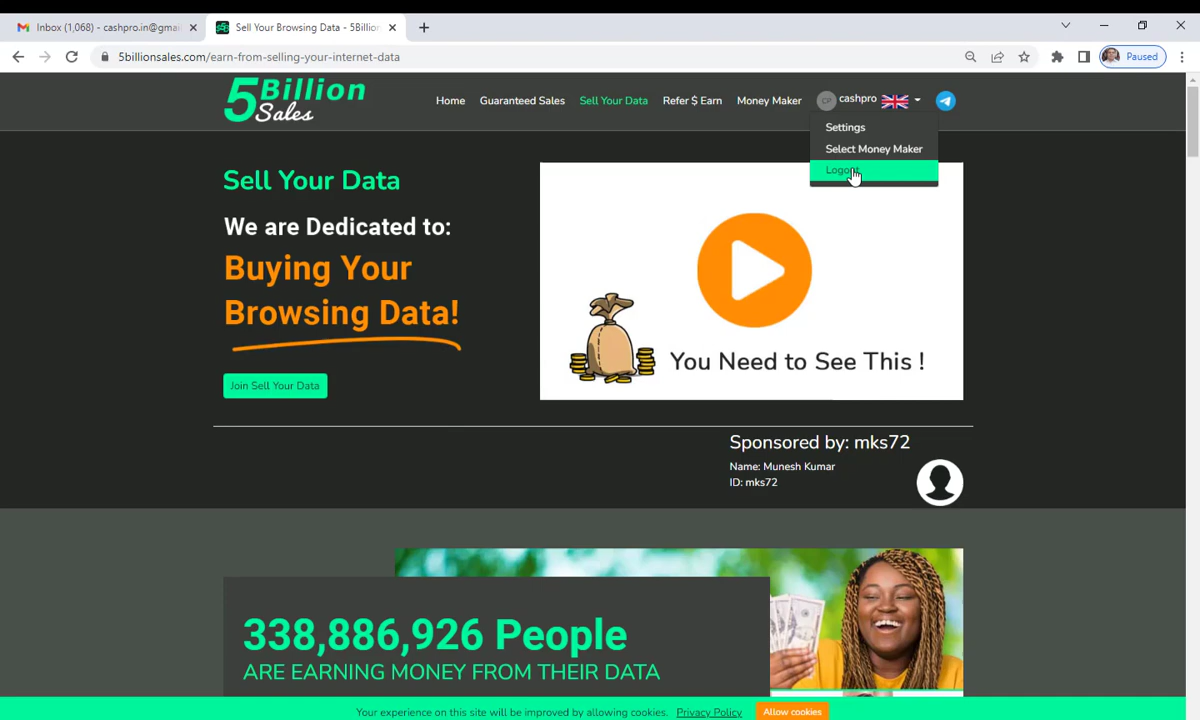 Inbox (1,068) - cashpro.in@gmai
Sell Your Browsing Data - 5Billion
Paused
5billionsales.com/earn-from-selling-your-internet-data
5Billion
Sales
Home
Guaranteed Sales
Sell Your Data
Refer $ Earn
Money Maker
CP
cashpro
Settings
Select Money Maker
Logout
Sell Your Data
We are Dedicated to:
Buying Your
Browsing Data!
Join Sell Your Data
You Need to See This !
Sponsored by: mks72
Name: Munesh Kumar
ID: mks72
338,886,926 People
ARE EARNING MONEY FROM THEIR DATA
Your experience on this site will be improved by allowing cookies. Privacy Policy
Allow cookies